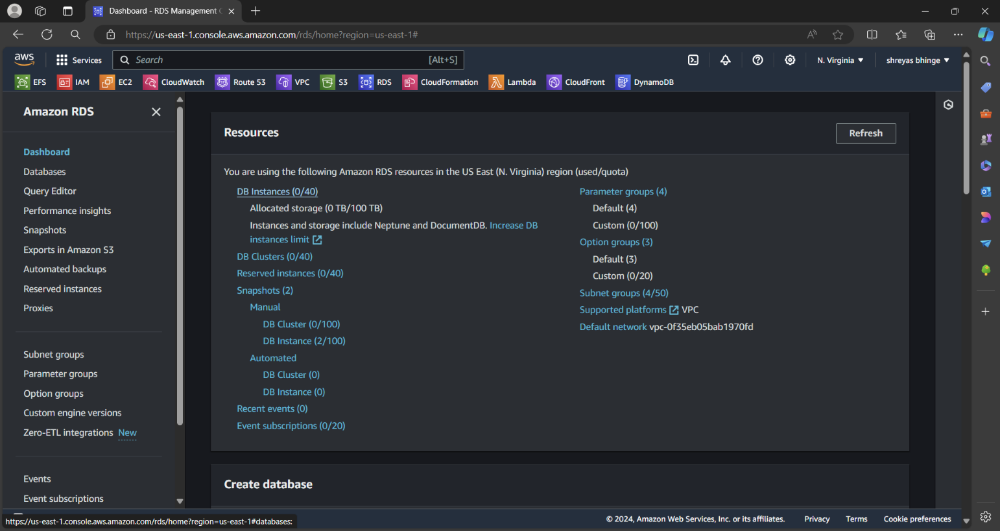 Dashboard - RDS Management C
https://us-east-1.console.aws.amazon.com/rds/home?region=us-east-1#
aws
Services
Search
[Alt+S]
N. Virginia
shreyas bhinge
EFS
IAM
EC2
CloudWatch
Route 53
VPC
S3
RDS
CloudFormation
Lambda
CloudFront
DynamoDB
Amazon RDS
Dashboard
Databases
Query Editor
Performance insights
Snapshots
Exports in Amazon S3
Automated backups
Reserved instances
Proxies
Subnet groups
Parameter groups
Option groups
Custom engine versions
Zero-ETL integrations New
Events
Event subscriptions
Resources
Refresh
You are using the following Amazon RDS resources in the US East (N. Virginia) region (used/quota)
DB Instances (0/40)
Allocated storage (0 TB/100 TB)
Instances and storage include Neptune and DocumentDB. Increase DB
instances limit
DB Clusters (0/40)
Reserved instances (0/40)
Snapshots (2)
Manual
DB Cluster (0/100)
DB Instance (2/100)
Automated
DB Cluster (0)
DB Instance (0)
Recent events (0)
Event subscriptions (0/20)
Parameter groups (4)
Default (4)
Custom (0/100)
Option groups (3)
Default (3)
Custom (0/20)
Subnet groups (4/50)
Supported platforms VPC
Default network vpc-0f35eb05bab1970fd
Create database
https://us-east-1.console.aws.amazon.com/rds/home?region=us-east-1#databases:
© 2024, Amazon Web Services, Inc. or its affiliates.
Privacy
Terms
Cookie preferences